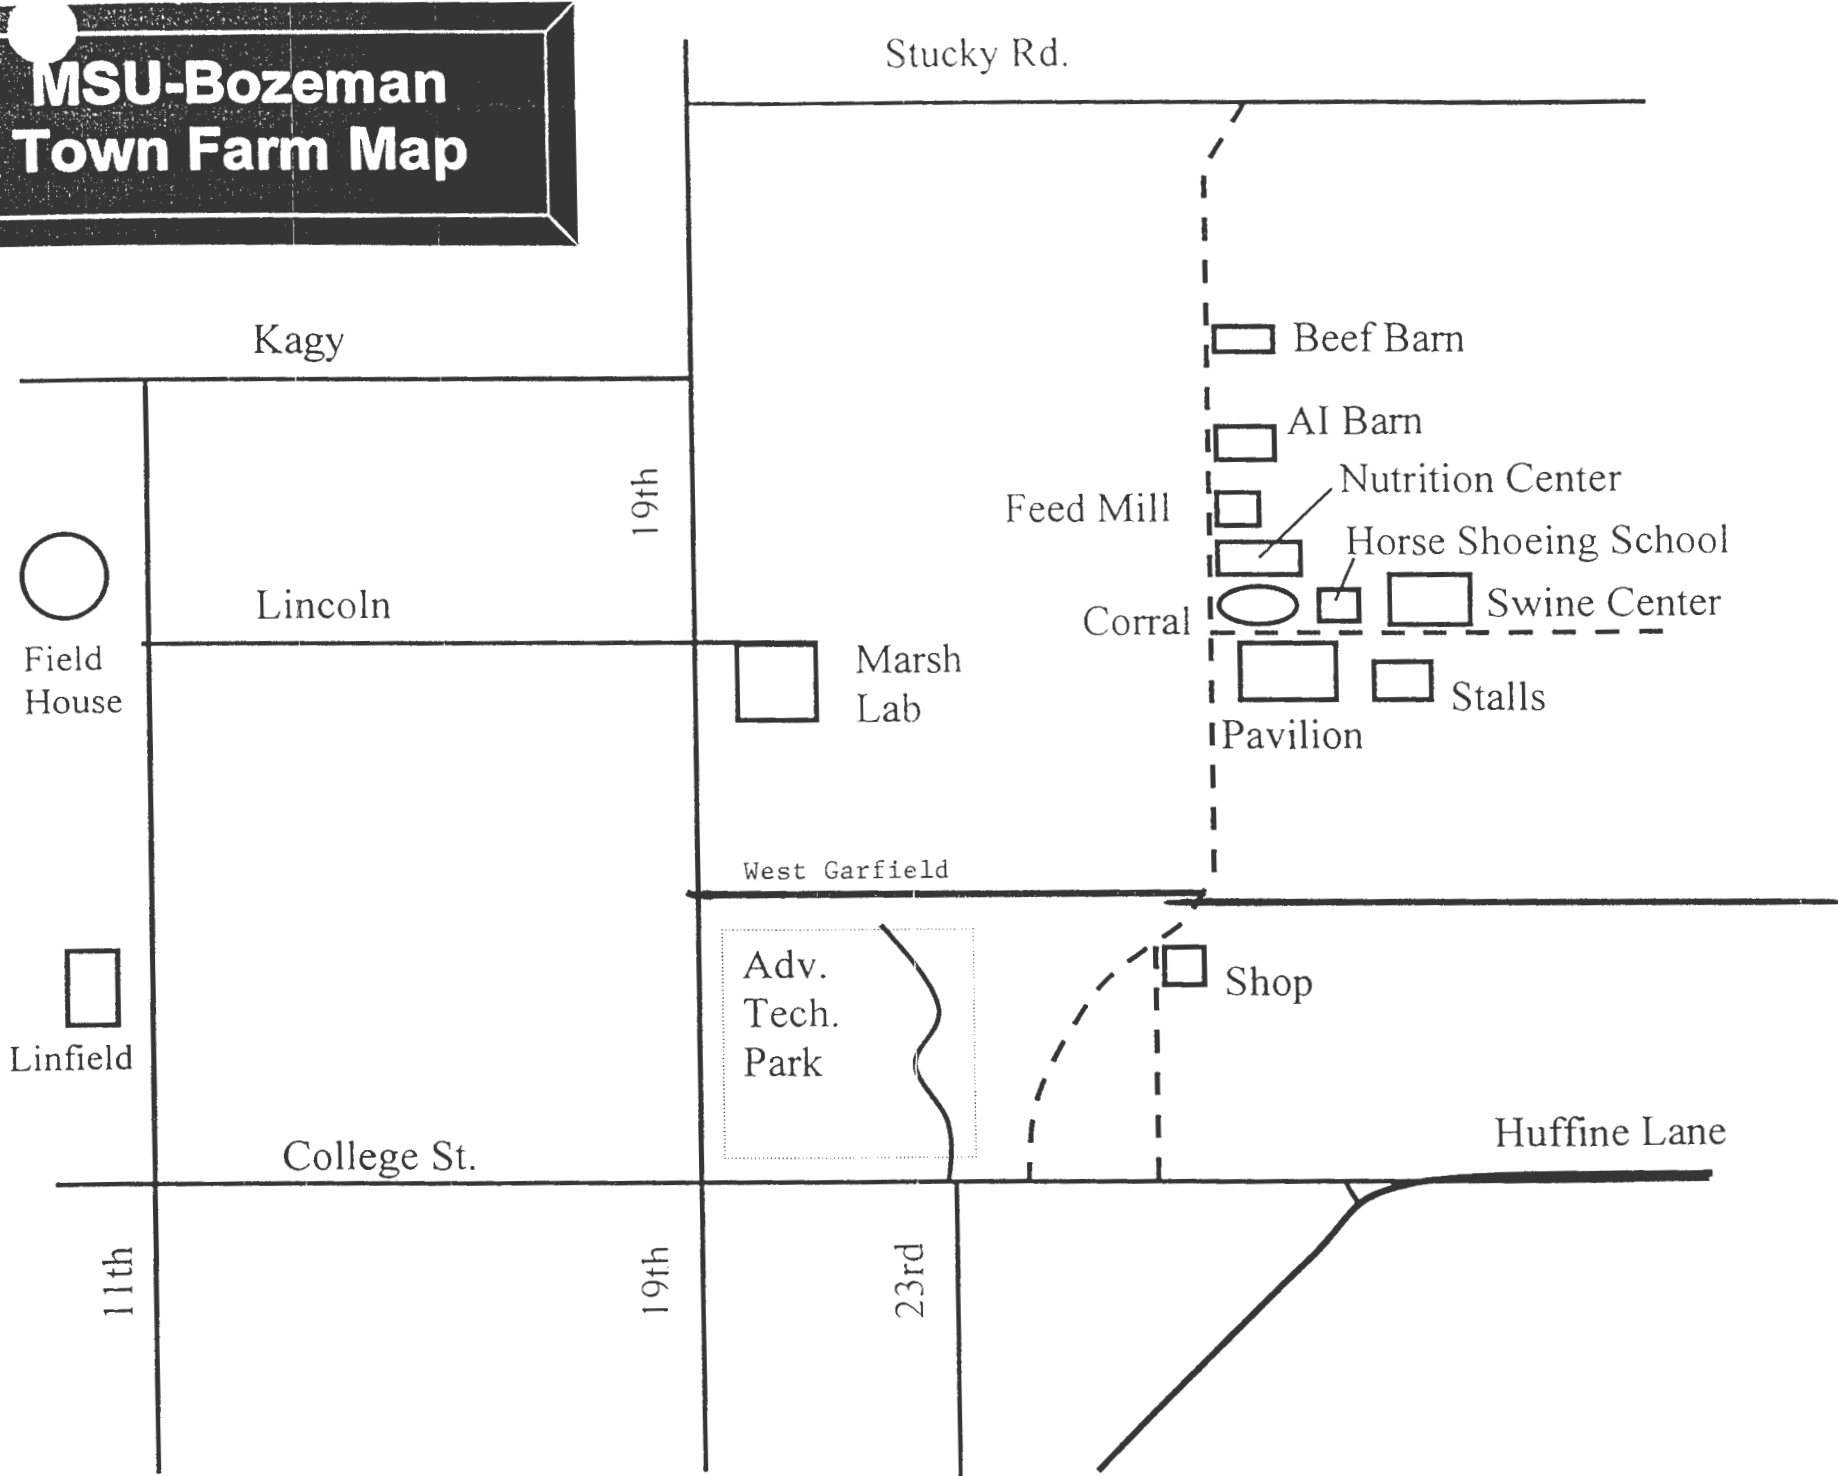 MSU-Bozeman
Town Farm Map
Stucky Rd.
Kagy
Beef Barn
AI Barn
Nutrition Center
19th
Feed Mill
Horse Shoeing School
Lincoln
Corral
Swine Center
Field
House
Marsh
Lab
Stalls
Pavilion
West Garfield
Adv.
Tech.
Park
Shop
Linfield
College St.
Huffine Lane
11th
19th
23rd